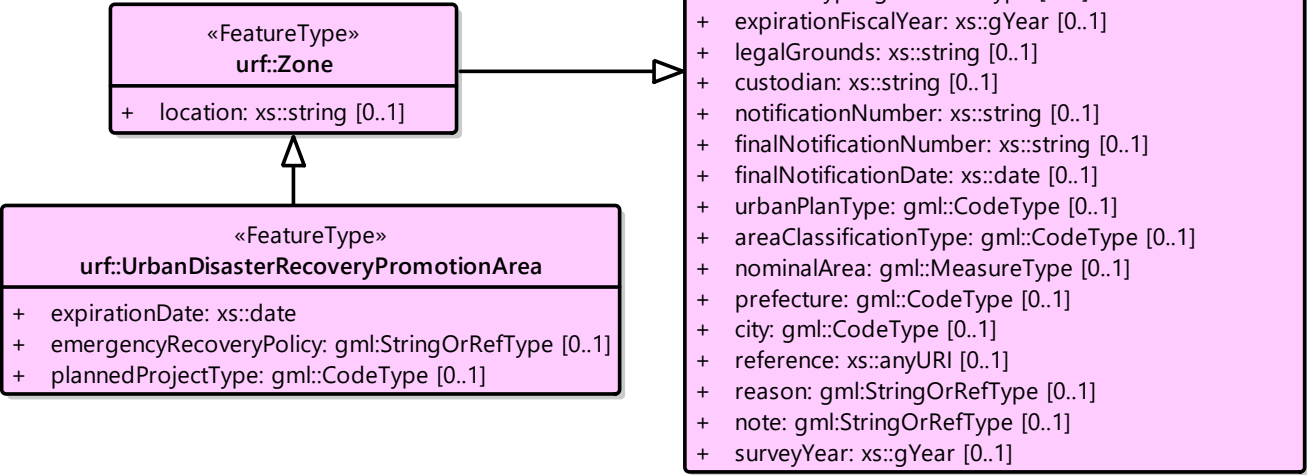 «FeatureType»
urf::Zone
+ location: xs::string [0..1]
«FeatureType»
urf::UrbanDisasterRecoveryPromotionArea
+ expirationDate: xs::date
+ emergencyRecoveryPolicy: gml:StringOrRefType [0..1]
+ plannedProjectType: gml::CodeType [0..1]
+ expirationFiscalYear: xs::gYear [0..1]
+ legalGrounds: xs::string [0..1]
+ custodian: xs::string [0..1]
+ notificationNumber: xs::string [0..1]
+ finalNotificationNumber: xs::string [0..1]
+ finalNotificationDate: xs::date [0..1]
+ urbanPlanType: gml::CodeType [0..1]
+ areaClassificationType: gml::CodeType [0..1]
+ nominalArea: gml::MeasureType [0..1]
+ prefecture: gml::CodeType [0..1]
+ city: gml::CodeType [0..1]
+ reference: xs::anyURI [0..1]
+ reason: gml:StringOrRefType [0..1]
+ note: gml:StringOrRefType [0..1]
+ surveyYear: xs::gYear [0..1]